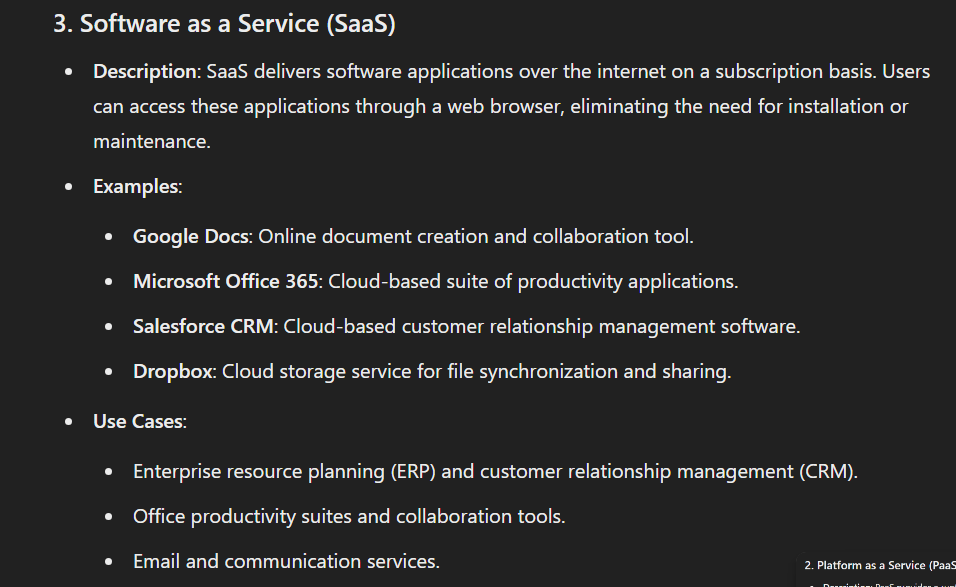 3. Software as a Service (SaaS)
• Description: SaaS delivers software applications over the internet on a subscription basis. Users
can access these applications through a web browser, eliminating the need for installation or
maintenance.
• Examples:
• Google Docs: Online document creation and collaboration tool.
• Microsoft Office 365: Cloud-based suite of productivity applications.
• Salesforce CRM: Cloud-based customer relationship management software.
• Dropbox: Cloud storage service for file synchronization and sharing.
• Use Cases:
• Enterprise resource planning (ERP) and customer relationship management (CRM).
• Office productivity suites and collaboration tools.
• Email and communication services.
2. Platform as a Service (PaaS